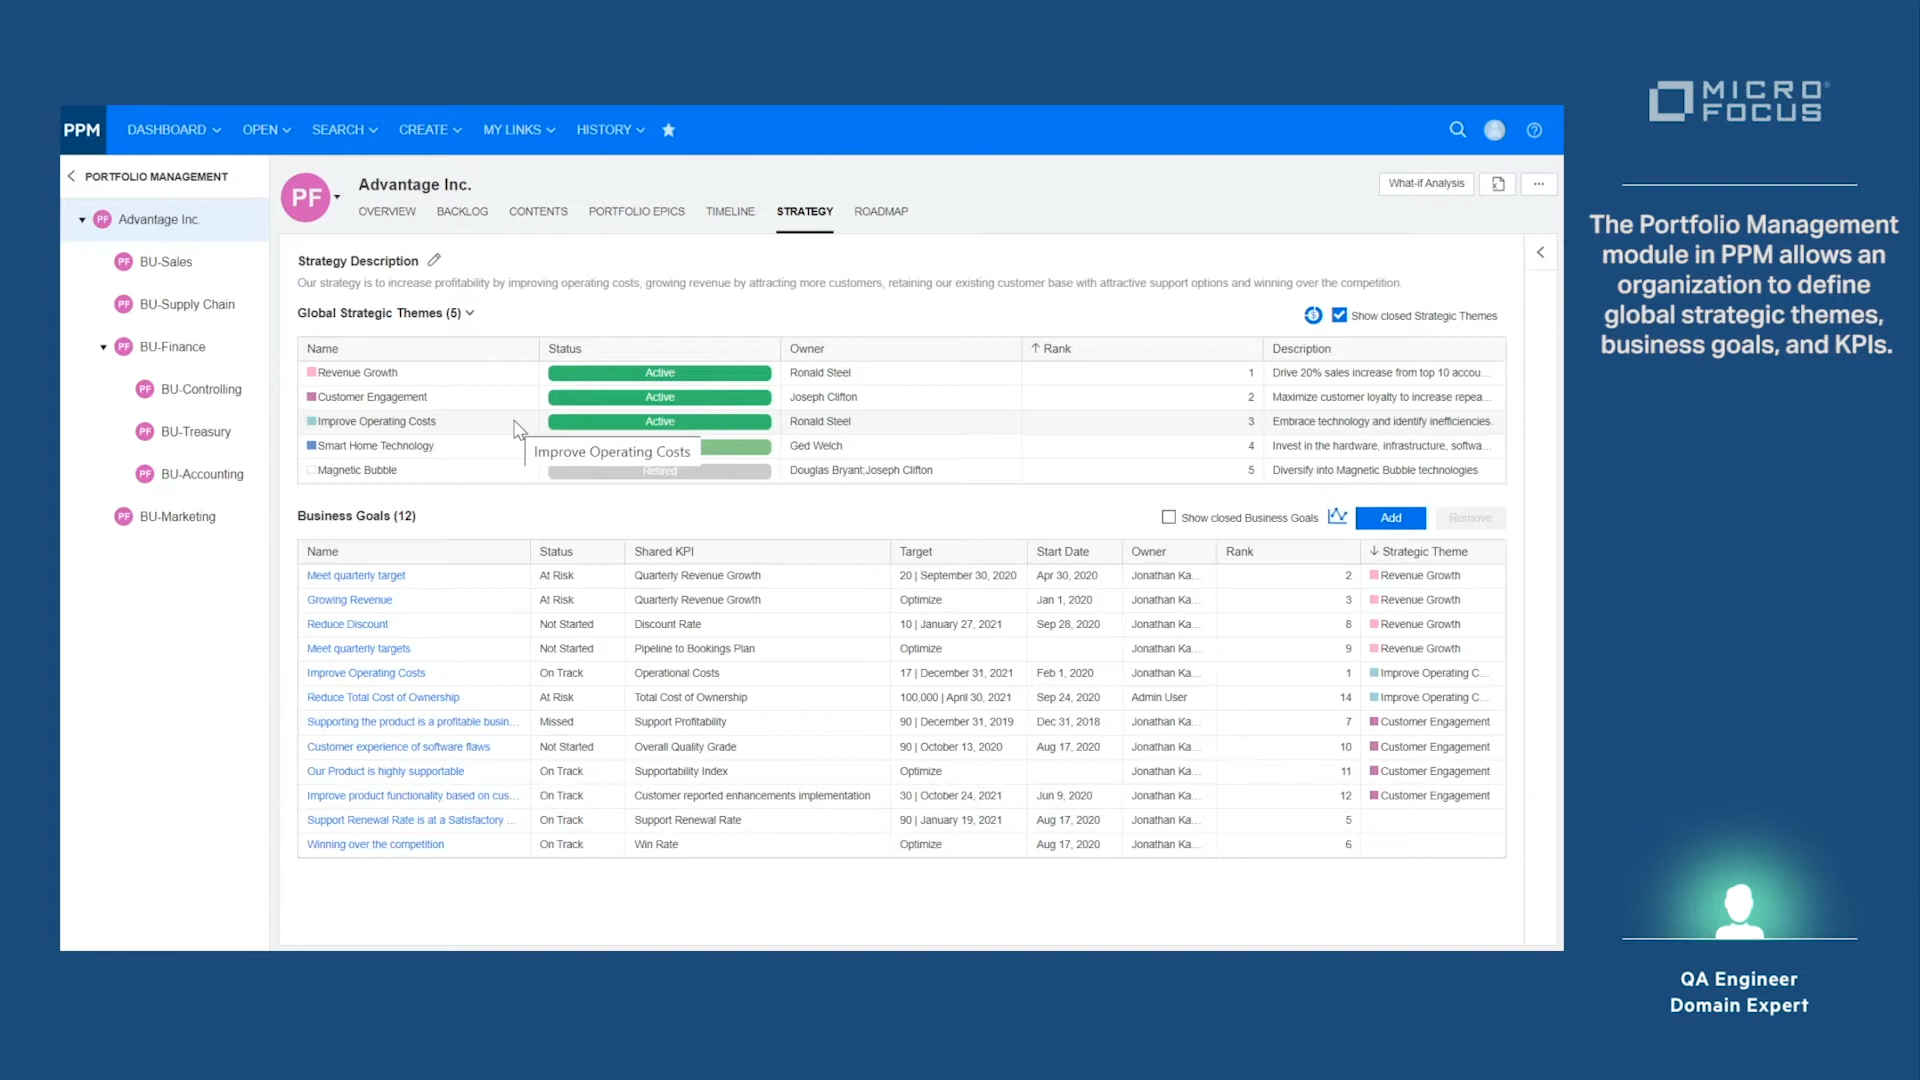 MICRO
FOCUS
PPM DASHBOARD OPEN SEARCH CREATE MY LINKS HISTORY
PORTFOLIO MANAGEMENT
PF Advantage Inc.
PF BU-Sales
PF BU-Supply Chain
PF BU-Finance
PF BU-Controlling
PF BU-Treasury
PF BU-Accounting
PF BU-Marketing
PF Advantage Inc.
What-if Analysis ...
OVERVIEW BACKLOG CONTENTS PORTFOLIO EPICS TIMELINE STRATEGY ROADMAP
Strategy Description
Our strategy is to increase profitability by improving operating costs, growing revenue by attracting more customers, retaining our existing customer base with attractive support options and winning over the competition.
Global Strategic Themes (5)
Show closed Strategic Themes
Name Status Owner Rank Description
Revenue Growth Active Ronald Steel 1 Drive 20% sales increase from top 10 accou...
Customer Engagement Active Joseph Clifton 2 Maximize customer loyalty to increase repea...
Improve Operating Costs Active Ronald Steel 3 Embrace technology and identify inefficiencies.
Smart Home Technology Ged Welch 4 Invest in the hardware, infrastructure, softwa...
Improve Operating Costs
Magnetic Bubble Retired Douglas Bryant;Joseph Clifton 5 Diversify into Magnetic Bubble technologies
Business Goals (12)
Show closed Business Goals Add Remove
Name Status Shared KPI Target Start Date Owner Rank Strategic Theme
Meet quarterly target At Risk Quarterly Revenue Growth 20 | September 30, 2020 Apr 30, 2020 Jonathan Ka... 2 Revenue Growth
Growing Revenue At Risk Quarterly Revenue Growth Optimize Jan 1, 2020 Jonathan Ka... 3 Revenue Growth
Reduce Discount Not Started Discount Rate 10 | January 27, 2021 Sep 28, 2020 Jonathan Ka... 8 Revenue Growth
Meet quarterly targets Not Started Pipeline to Bookings Plan Optimize Jonathan Ka... 9 Revenue Growth
Improve Operating Costs On Track Operational Costs 17 | December 31, 2021 Feb 1, 2020 Jonathan Ka... 1 Improve Operating C...
Reduce Total Cost of Ownership At Risk Total Cost of Ownership 100,000 | April 30, 2021 Sep 24, 2020 Admin User 14 Improve Operating C...
Supporting the product is a profitable busin... Missed Support Profitability 90 | December 31, 2019 Dec 31, 2018 Jonathan Ka... 7 Customer Engagement
Customer experience of software flaws Not Started Overall Quality Grade 90 | October 13, 2020 Aug 17, 2020 Jonathan Ka... 10 Customer Engagement
Our Product is highly supportable On Track Supportability Index Optimize Jonathan Ka... 11 Customer Engagement
Improve product functionality based on cus... On Track Customer reported enhancements implementation 30 | October 24, 2021 Jun 9, 2020 Jonathan Ka... 12 Customer Engagement
Support Renewal Rate is at a Satisfactory ... On Track Support Renewal Rate 90 | January 19, 2021 Aug 17, 2020 Jonathan Ka... 5
Winning over the competition On Track Win Rate Optimize Aug 17, 2020 Jonathan Ka... 6
The Portfolio Management
module in PPM allows an
organization to define
global strategic themes,
business goals, and KPIs.
QA Engineer
Domain Expert